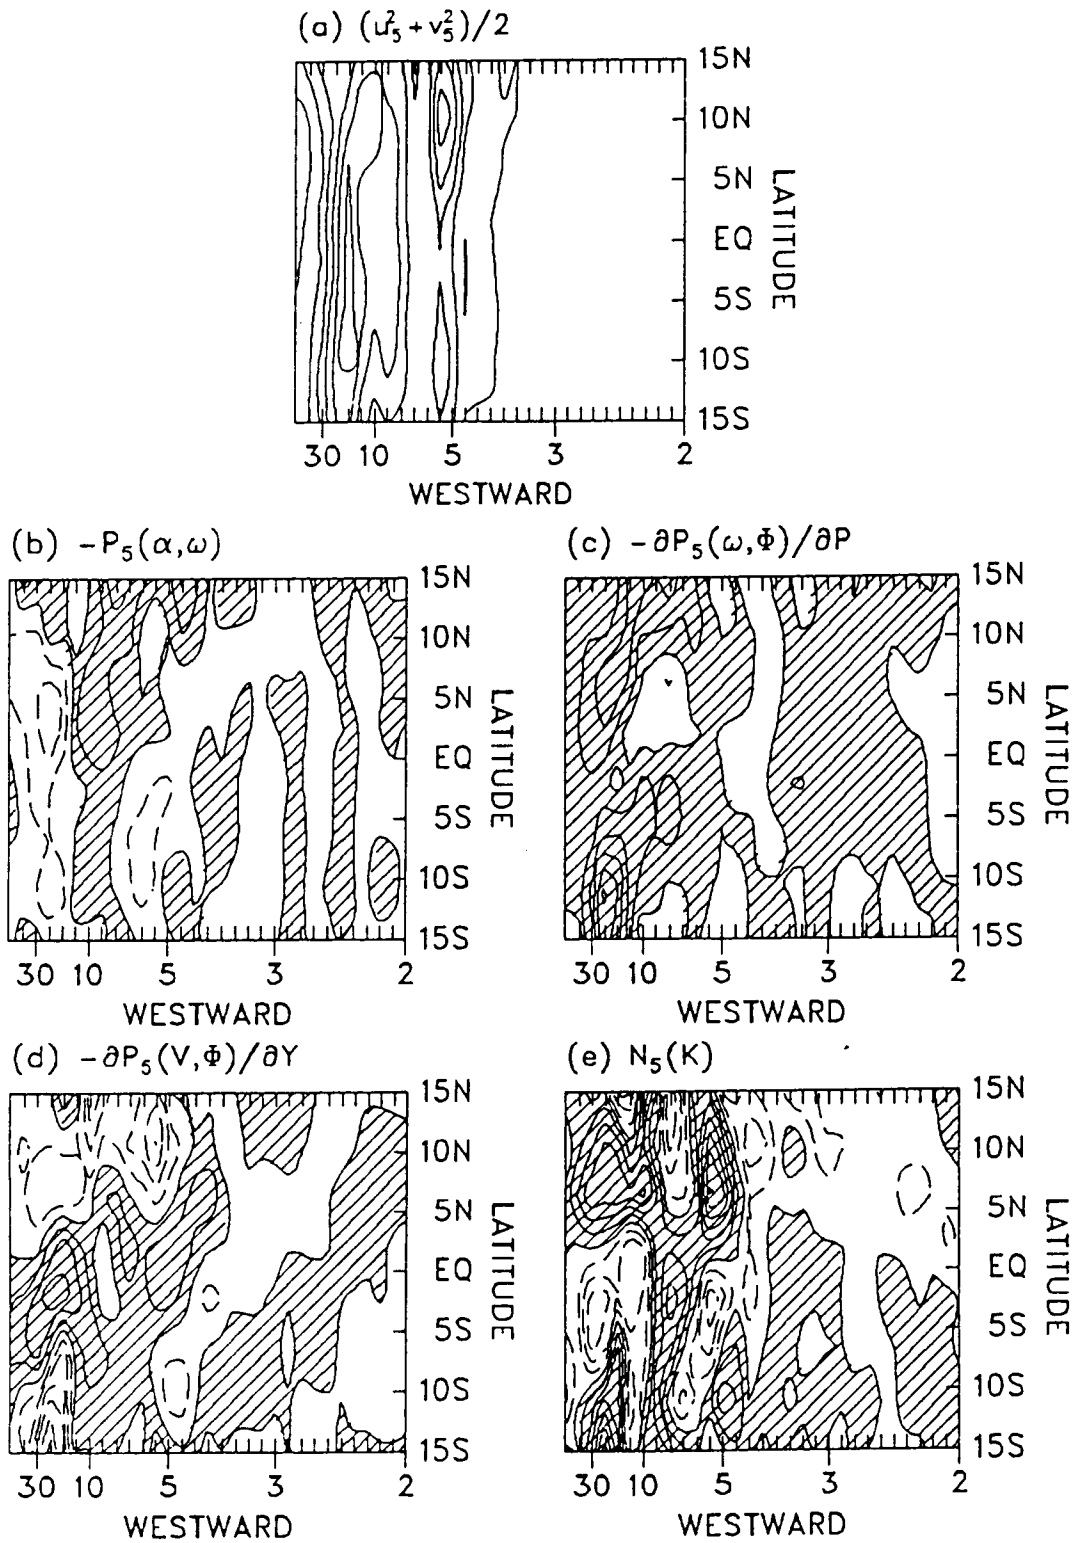 (a) (u₅²+v₅²)/2
15N
10N
5N
EQ
5S
10S
15S
LATITUDE
30 10 5 3 2
WESTWARD
(b) -P₅(α,ω)
15N
10N
5N
EQ
5S
10S
15S
LATITUDE
30 10 5 3 2
WESTWARD
(c) -∂P₅(ω,Φ)/∂P
15N
10N
5N
EQ
5S
10S
15S
LATITUDE
30 10 5 3 2
WESTWARD
(d) -∂P₅(V,Φ)/∂Y
15N
10N
5N
EQ
5S
10S
15S
LATITUDE
30 10 5 3 2
WESTWARD
(e) N₅(K)
15N
10N
5N
EQ
5S
10S
15S
LATITUDE
30 10 5 3 2
WESTWARD